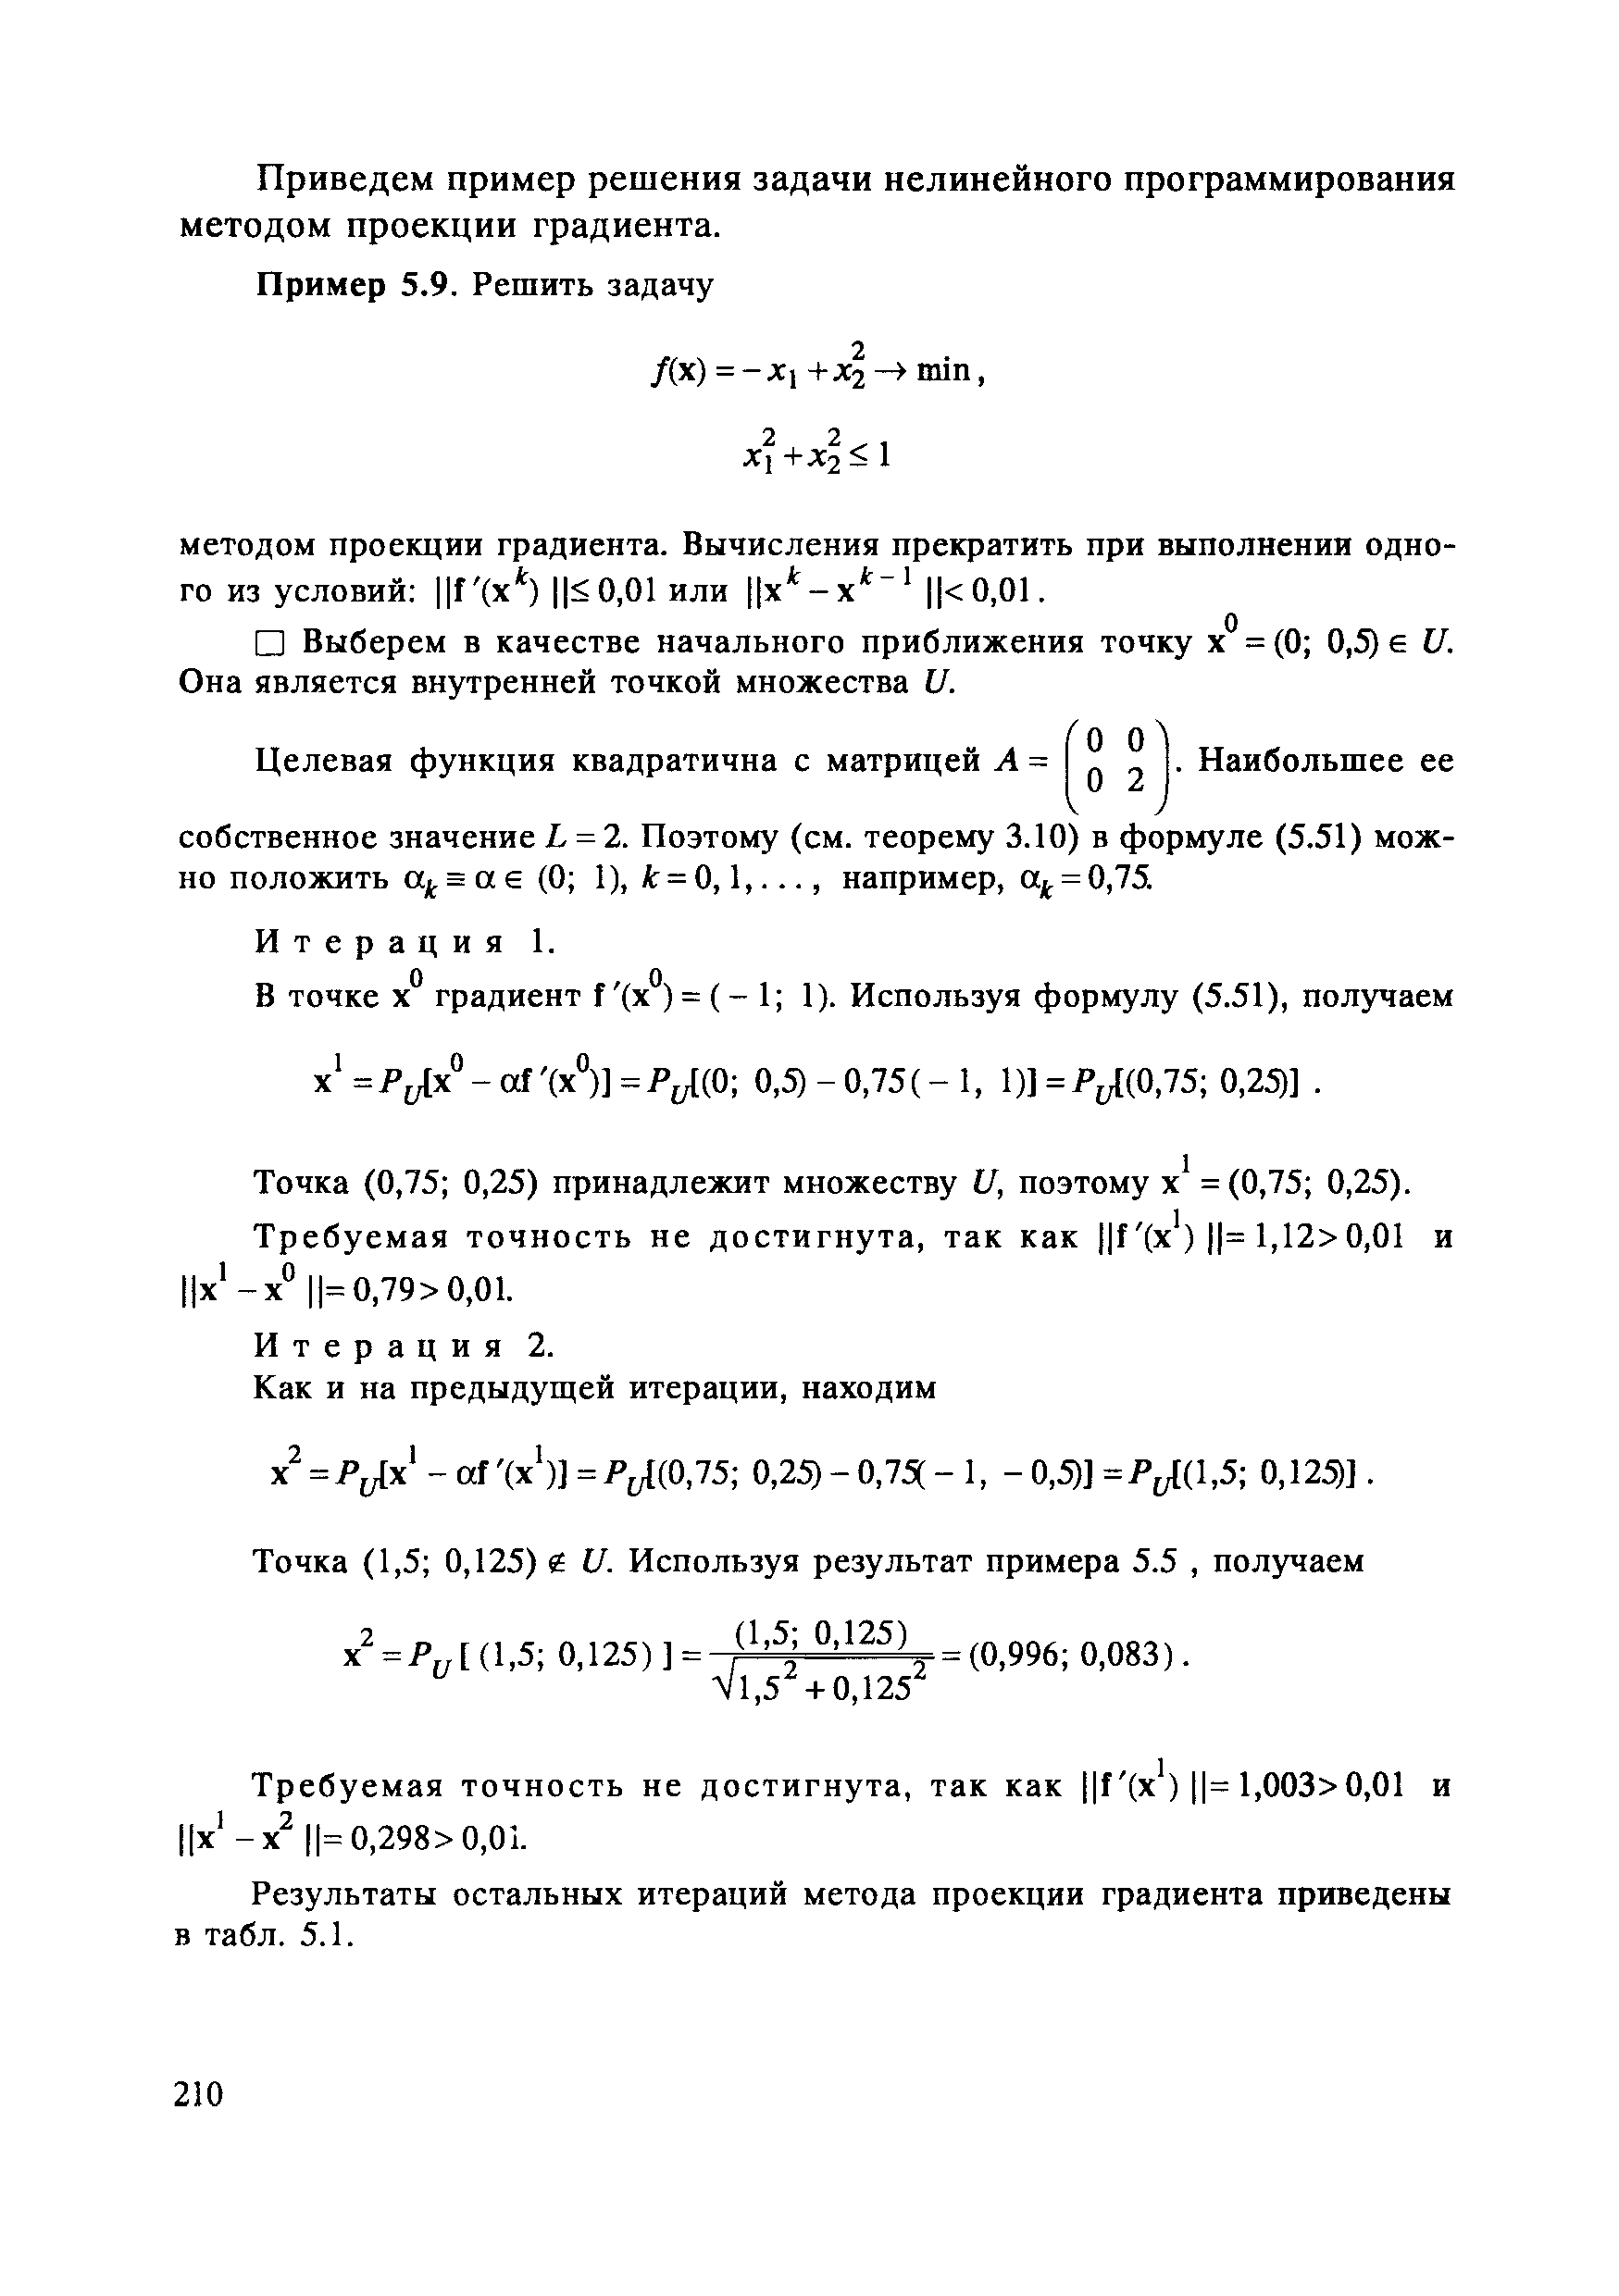 Приведем пример решения задачи нелинейного программирования
методом проекции градиента.
Пример 5.9. Решить задачу
f(x) = − x₁ + x₂² → min ,
x₁² + x₂² ≤ 1
методом проекции градиента. Вычисления прекратить при выполнении одно-
го из условий: ||f ′(xᵏ) ||≤ 0,01 или ||xᵏ − xᵏ⁻¹ ||< 0,01 .
□ Выберем в качестве начального приближения точку x⁰ = (0; 0,5) ∈ U.
Она является внутренней точкой множества U.
Целевая функция квадратична с матрицей A = (0 0; 0 2). Наибольшее ее
собственное значение L = 2. Поэтому (см. теорему 3.10) в формуле (5.51) мож-
но положить αₖ ≡ α ∈ (0; 1), k = 0, 1, . . . , например, αₖ = 0,75.
Итерация 1.
В точке x⁰ градиент f ′(x⁰) = ( − 1; 1). Используя формулу (5.51), получаем
x¹ = P_U[x⁰ − αf ′(x⁰)] = P_U[(0; 0,5) − 0,75( − 1, 1)] = P_U[(0,75; 0,25)] .
Точка (0,75; 0,25) принадлежит множеству U, поэтому x¹ = (0,75; 0,25).
Требуемая точность не достигнута, так как ||f ′(x¹) ||= 1,12> 0,01 и
||x¹ − x⁰ ||= 0,79> 0,01.
Итерация 2.
Как и на предыдущей итерации, находим
x² = P_U[x¹ − αf ′(x¹)] = P_U[(0,75; 0,25) − 0,75( − 1, − 0,5)] = P_U[(1,5; 0,125)] .
Точка (1,5; 0,125) ∉ U. Используя результат примера 5.5 , получаем
x² = P_U [ (1,5; 0,125) ] = (1,5; 0,125) / √(1,5² + 0,125²) = (0,996; 0,083) .
Требуемая точность не достигнута, так как ||f ′(x¹) ||= 1,003> 0,01 и
||x¹ − x² ||= 0,298> 0,01.
Результаты остальных итераций метода проекции градиента приведены
в табл. 5.1.
210